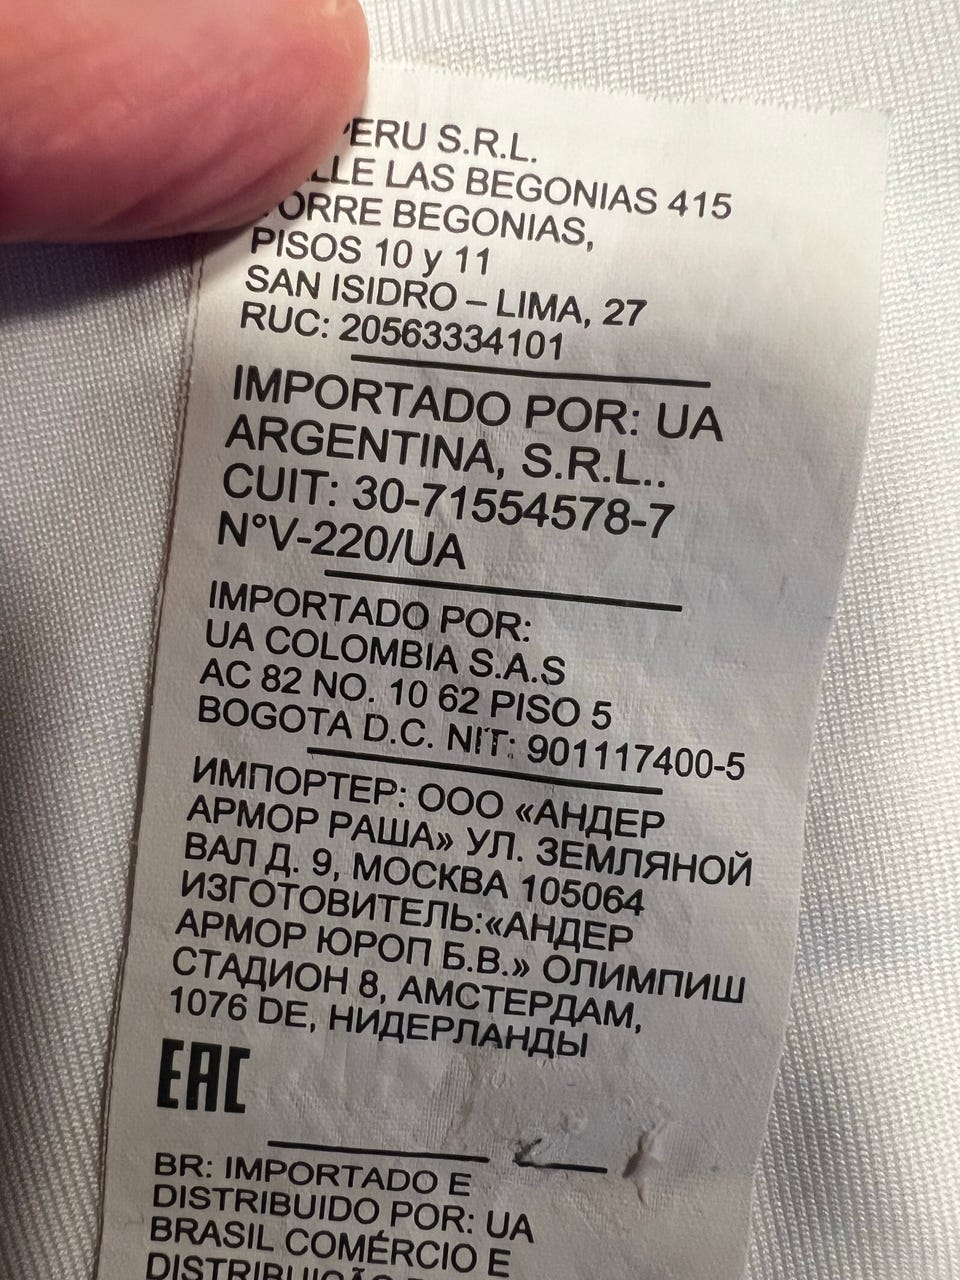 PERU S.R.L.
CALLE LAS BEGONIAS 415
TORRE BEGONIAS,
PISOS 10 y 11
SAN ISIDRO – LIMA, 27
RUC: 20563334101
IMPORTADO POR: UA
ARGENTINA, S.R.L..
CUIT: 30-71554578-7
N°V-220/UA
IMPORTADO POR:
UA COLOMBIA S.A.S
AC 82 NO. 10 62 PISO 5
BOGOTA D.C. NIT: 901117400-5
ИМПОРТЕР: ООО «АНДЕР
АРМОР РАША» УЛ. ЗЕМЛЯНОЙ
ВАЛ Д. 9, МОСКВА 105064
ИЗГОТОВИТЕЛЬ:«АНДЕР
АРМОР ЮРОП Б.В.» ОЛИМПИШ
СТАДИОН 8, АМСТЕРДАМ,
1076 DE, НИДЕРЛАНДЫ
EAC
BR: IMPORTADO E
DISTRIBUIDO POR: UA
BRASIL COMÉRCIO E
DISTRIBUIÇÃO